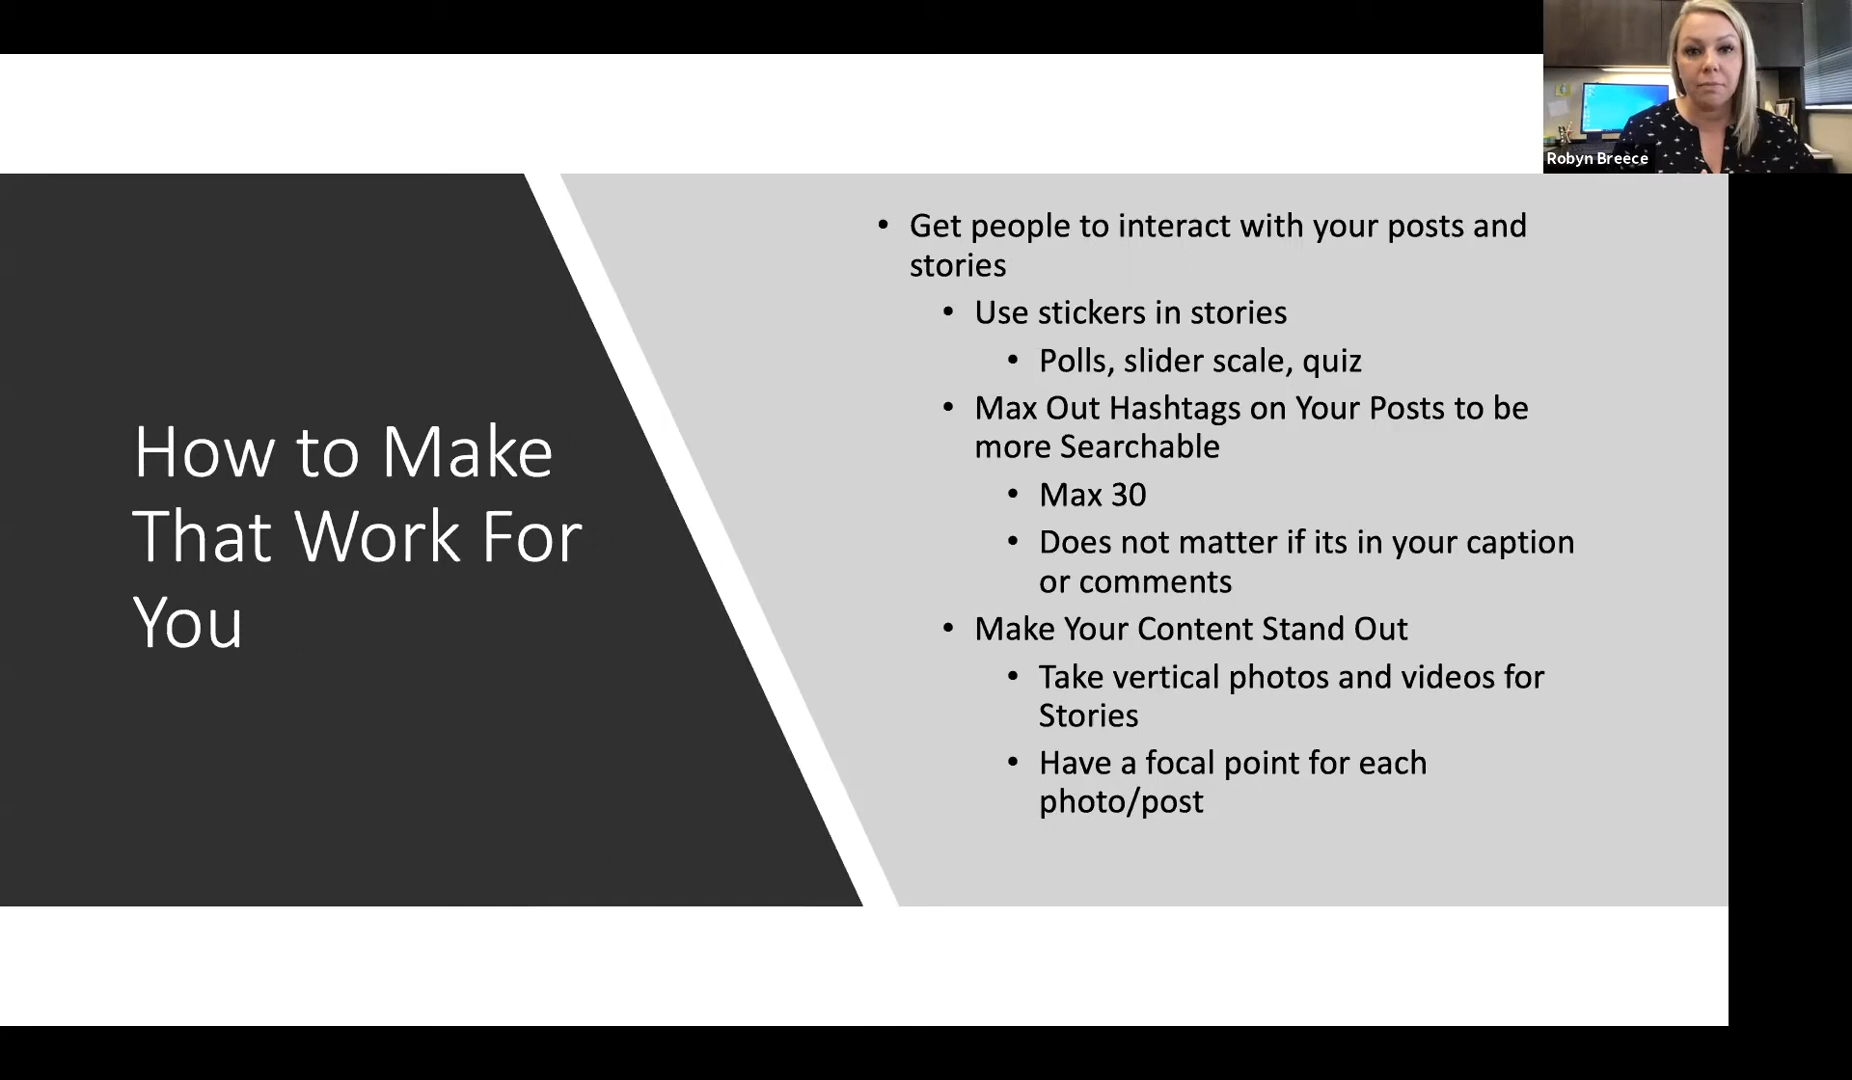 Robyn Breece
How to Make
That Work For
You
• Get people to interact with your posts and
stories
• Use stickers in stories
• Polls, slider scale, quiz
• Max Out Hashtags on Your Posts to be
more Searchable
• Max 30
• Does not matter if its in your caption
or comments
• Make Your Content Stand Out
• Take vertical photos and videos for
Stories
• Have a focal point for each
photo/post